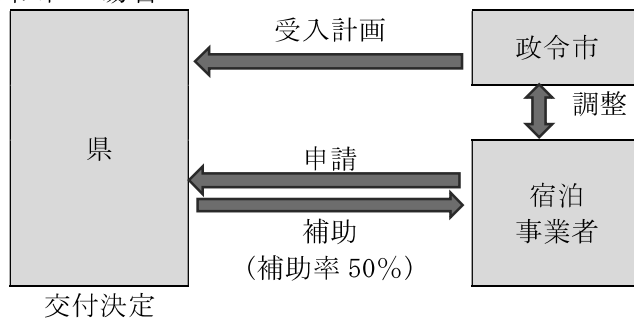 受入計画
政令市
調整
県
申請
宿泊
事業者
補助
（補助率 50%）
交付決定